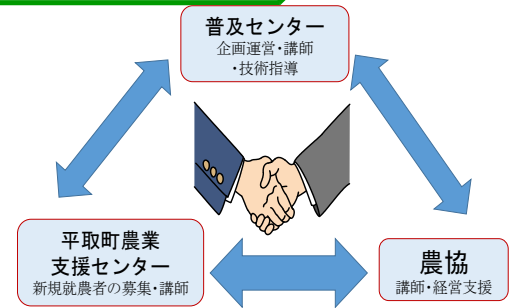 普及センター
企画運営・講師
・技術指導
平取町農業
支援センター
新規就農者の募集・講師
農協
講師・経営支援